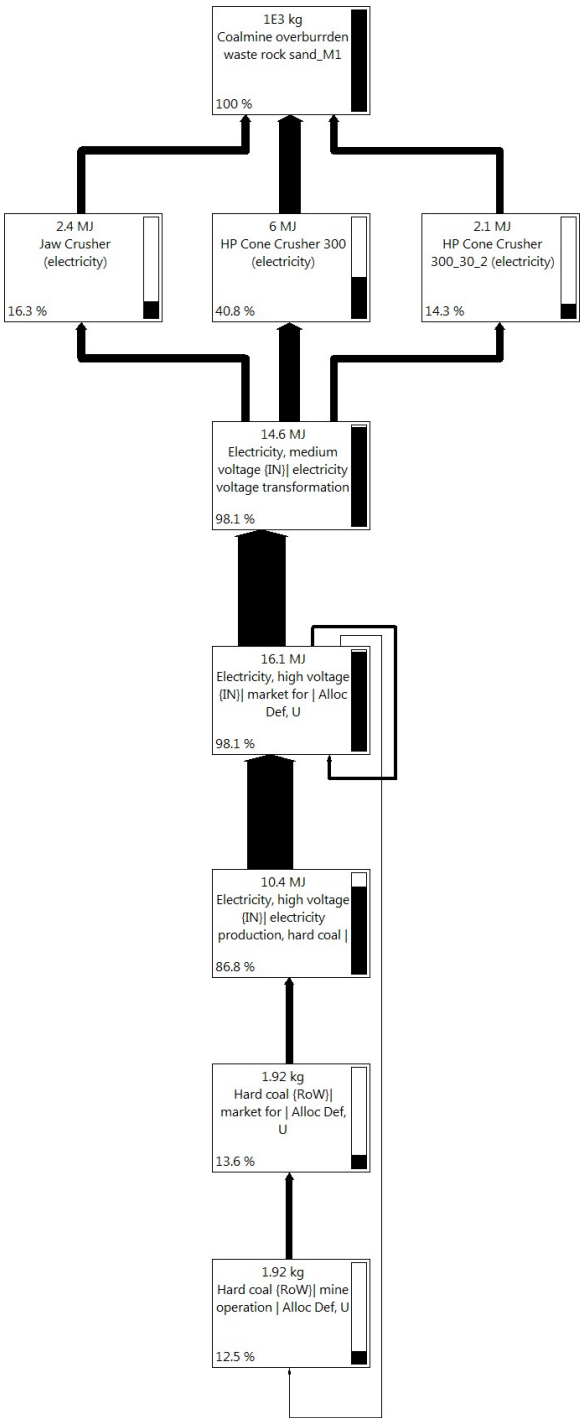 1E3 kg
Coalmine overburrden
waste rock sand_M1
100 %
2.4 MJ
Jaw Crusher
(electricity)
16.3 %
6 MJ
HP Cone Crusher 300
(electricity)
40.8 %
2.1 MJ
HP Cone Crusher
300_30_2 (electricity)
14.3 %
14.6 MJ
Electricity, medium
voltage {IN}| electricity
voltage transformation
98.1 %
16.1 MJ
Electricity, high voltage
{IN}| market for | Alloc
Def, U
98.1 %
10.4 MJ
Electricity, high voltage
{IN}| electricity
production, hard coal |
86.8 %
1.92 kg
Hard coal {RoW}|
market for | Alloc Def,
U
13.6 %
1.92 kg
Hard coal {RoW}| mine
operation | Alloc Def, U
12.5 %